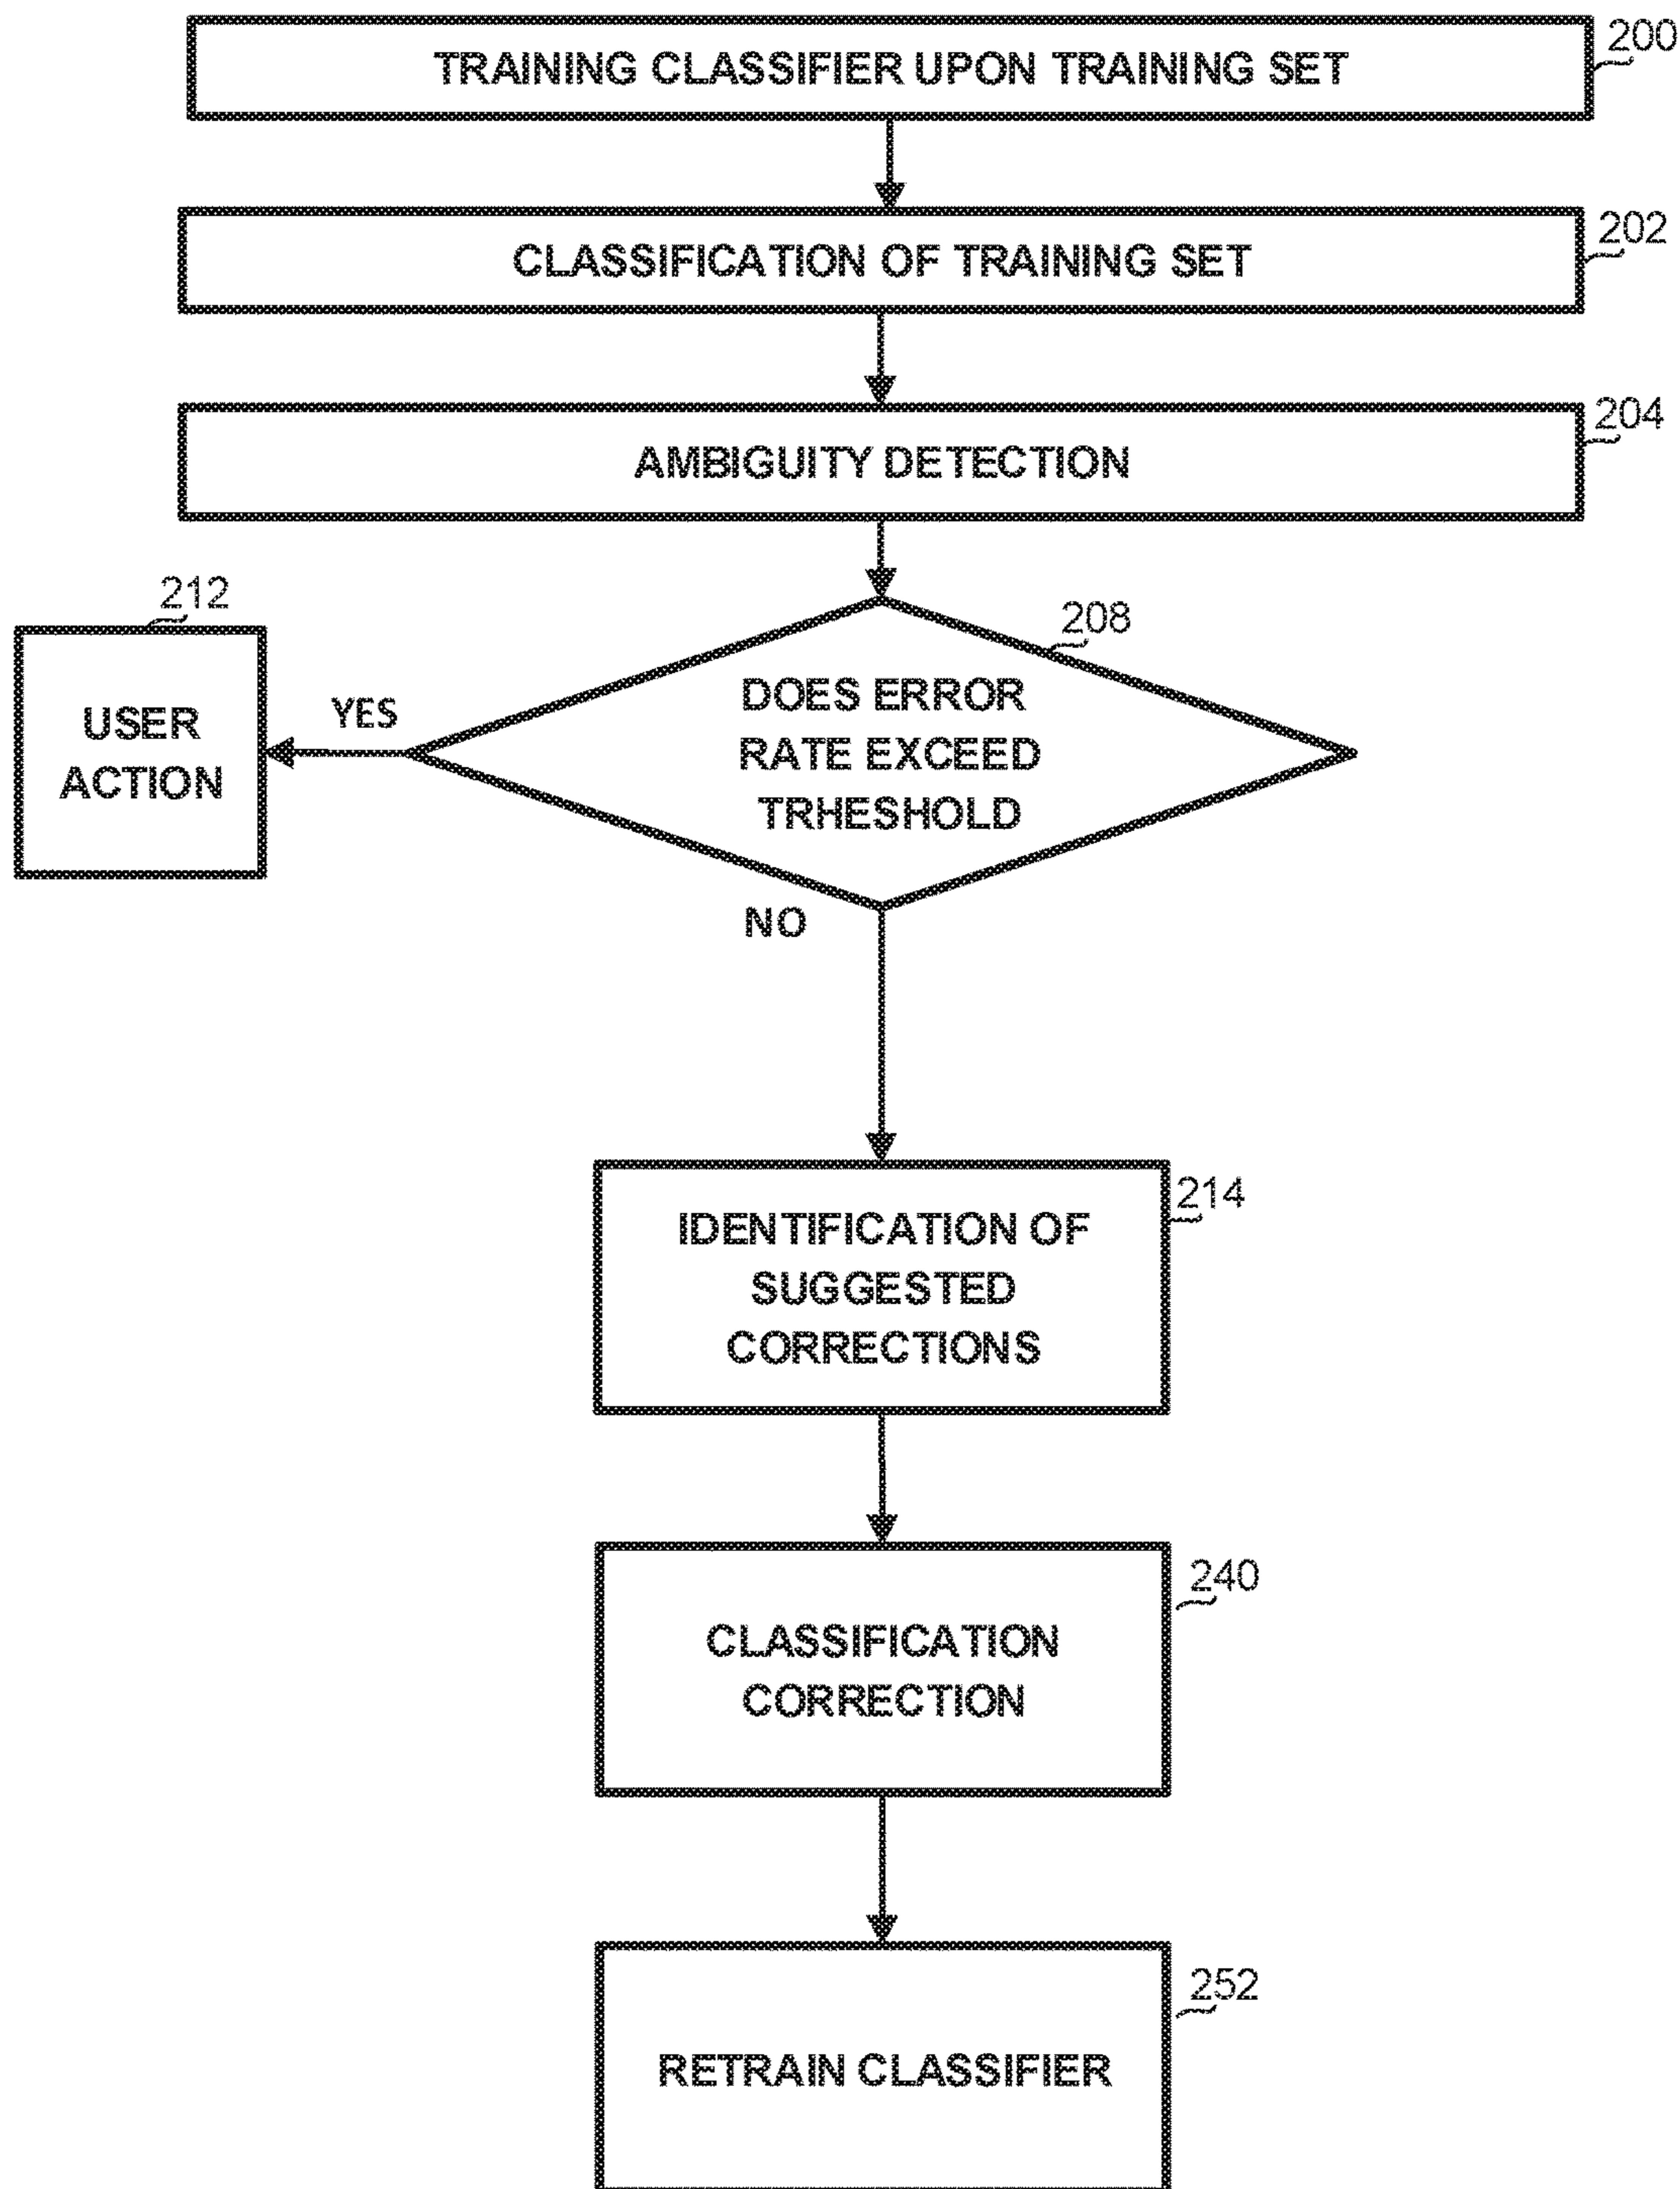 200
TRAINING CLASSIFIER UPON TRAINING SET
202
CLASSIFICATION OF TRAINING SET
204
AMBIGUITY DETECTION
212
USER
ACTION
YES
208
DOES ERROR
RATE EXCEED
TRHESHOLD
NO
214
IDENTIFICATION OF
SUGGESTED
CORRECTIONS
240
CLASSIFICATION
CORRECTION
252
RETRAIN CLASSIFIER